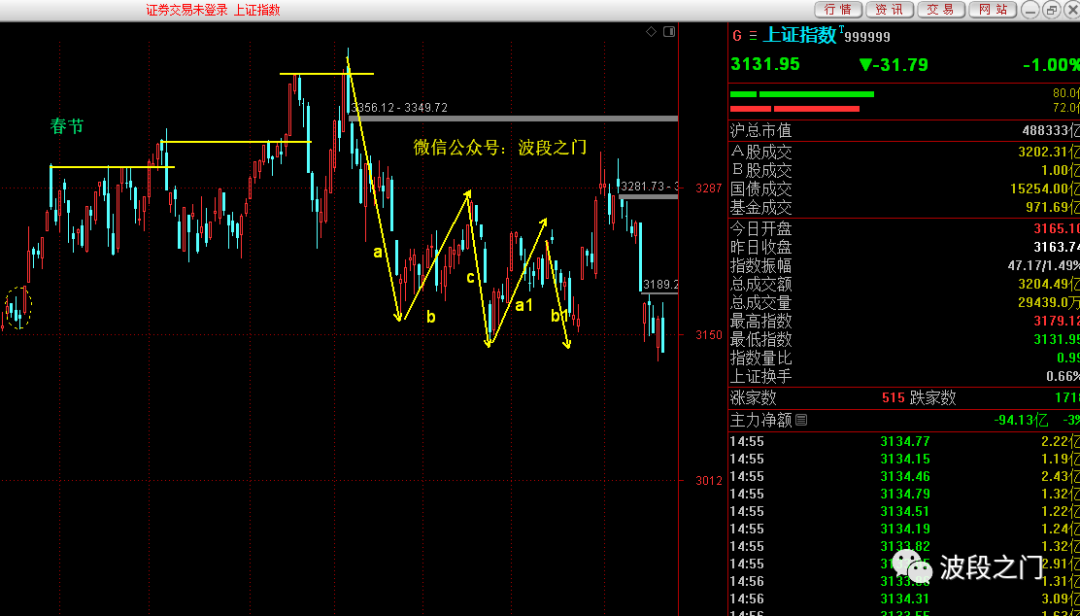 证券交易未登录 上证指数
行情 资讯 交易 网站
G 上证指数T999999
3131.95 ▼-31.79 -1.00%
80.0亿
72.0亿
沪总市值 488333亿
A股成交 3202.31亿
B股成交 1.00亿
国债成交 15254.00亿
基金成交 971.69亿
今日开盘 3165.10
昨日收盘 3163.74
指数振幅 47.17/1.49%
总成交额 3204.49亿
总成交量 29439.0万
最高指数 3179.12
最低指数 3131.95
指数量比 0.99
上证换手 0.66%
涨家数 515 跌家数 171
主力净额 -94.13亿 -3%
14:55 3134.77 2.22亿
14:55 3134.15 1.19亿
14:55 3134.46 2.43亿
14:55 3134.79 1.32亿
14:55 3134.51 1.22亿
14:55 3134.19 1.24亿
14:55 3133.82 1.32亿
14:55 2.91亿
14:56 1.31亿
14:56 3134.31 3.09亿
14:56 3133.55 1.63亿
春节
3356.12 - 3349.72
微信公众号：波段之门
3281.73 - 3
3189.2
a
b
c
a1
b1
3287
3150
3012
波段之门